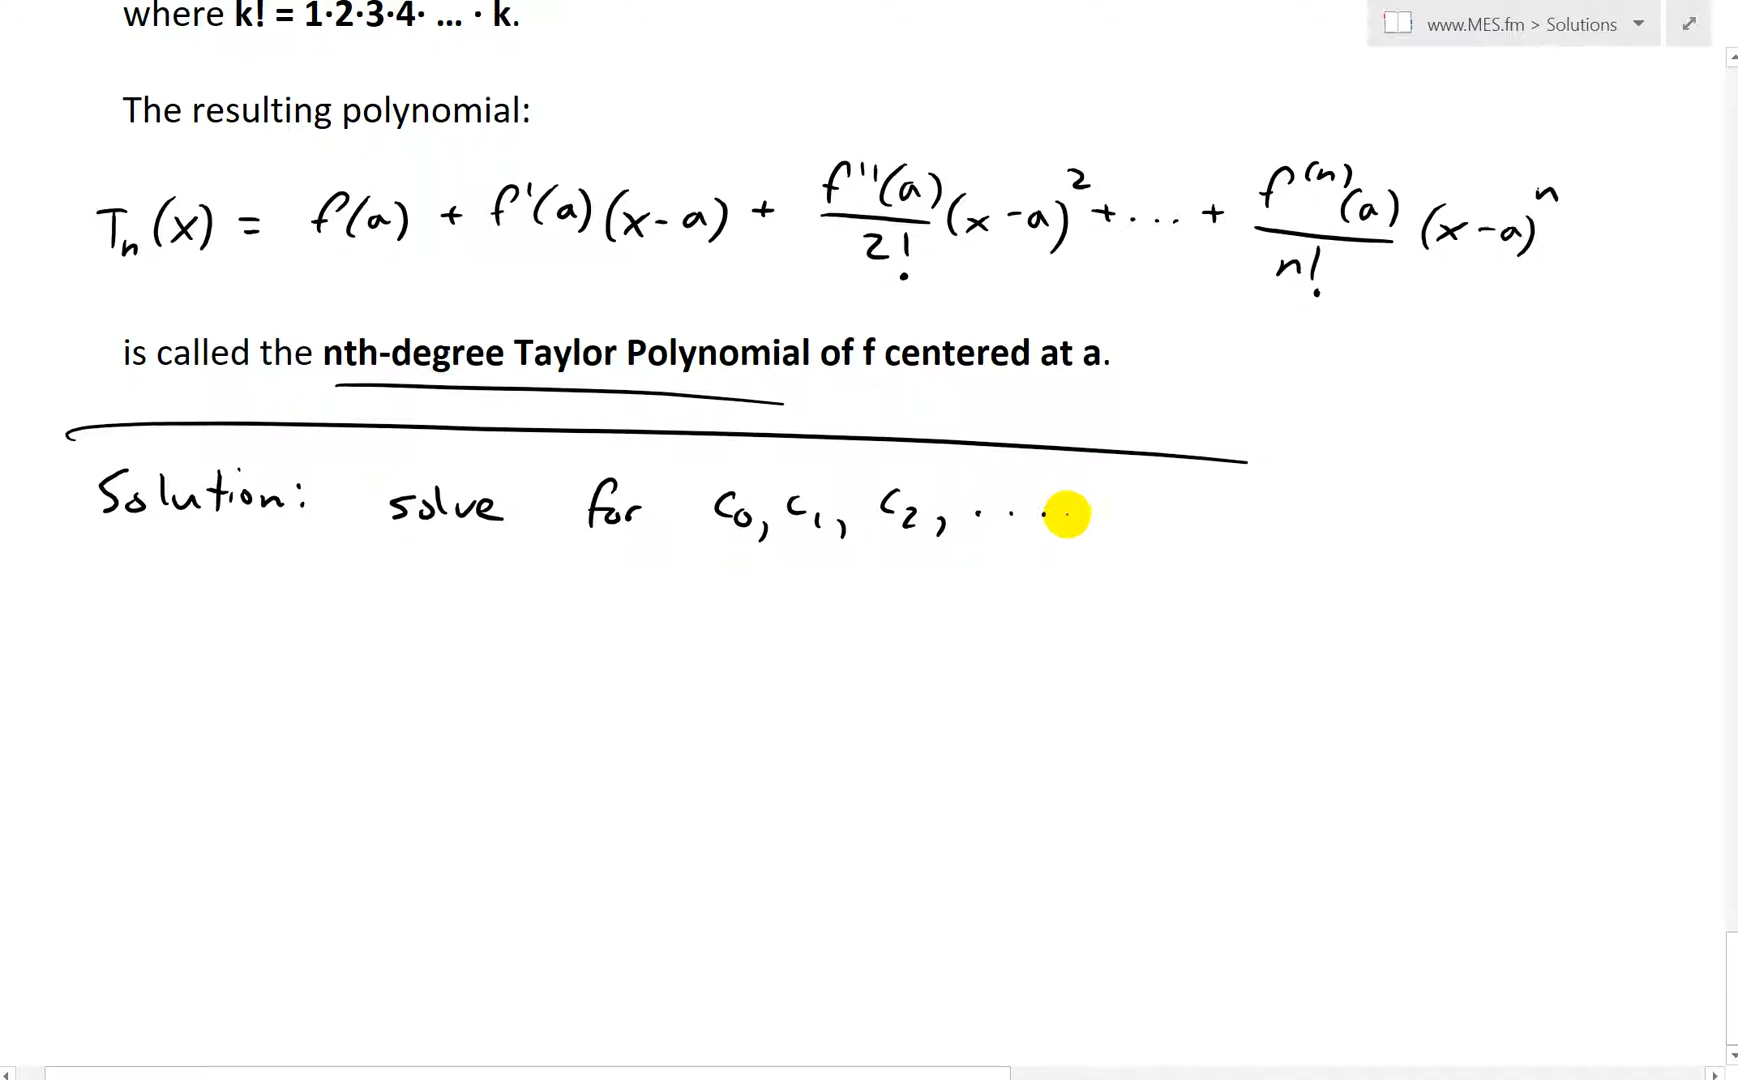 where k! = 1·2·3·4· ... · k.
www.MES.fm > Solutions
The resulting polynomial:
Tₙ(x) = f(a) + f'(a)(x-a) + f''(a)/2! (x-a)² + ... + f⁽ⁿ⁾(a)/n! (x-a)ⁿ
is called the nth-degree Taylor Polynomial of f centered at a.
Solution: solve for c₀, c₁, c₂, ....